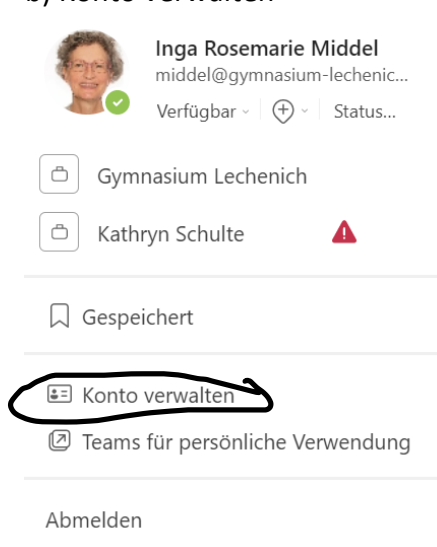 b) Konto verwalten
Inga Rosemarie Middel
middel@gymnasium-lechenic...
Verfügbar Status...
Gymnasium Lechenich
Kathryn Schulte
Gespeichert
Konto verwalten
Teams für persönliche Verwendung
Abmelden